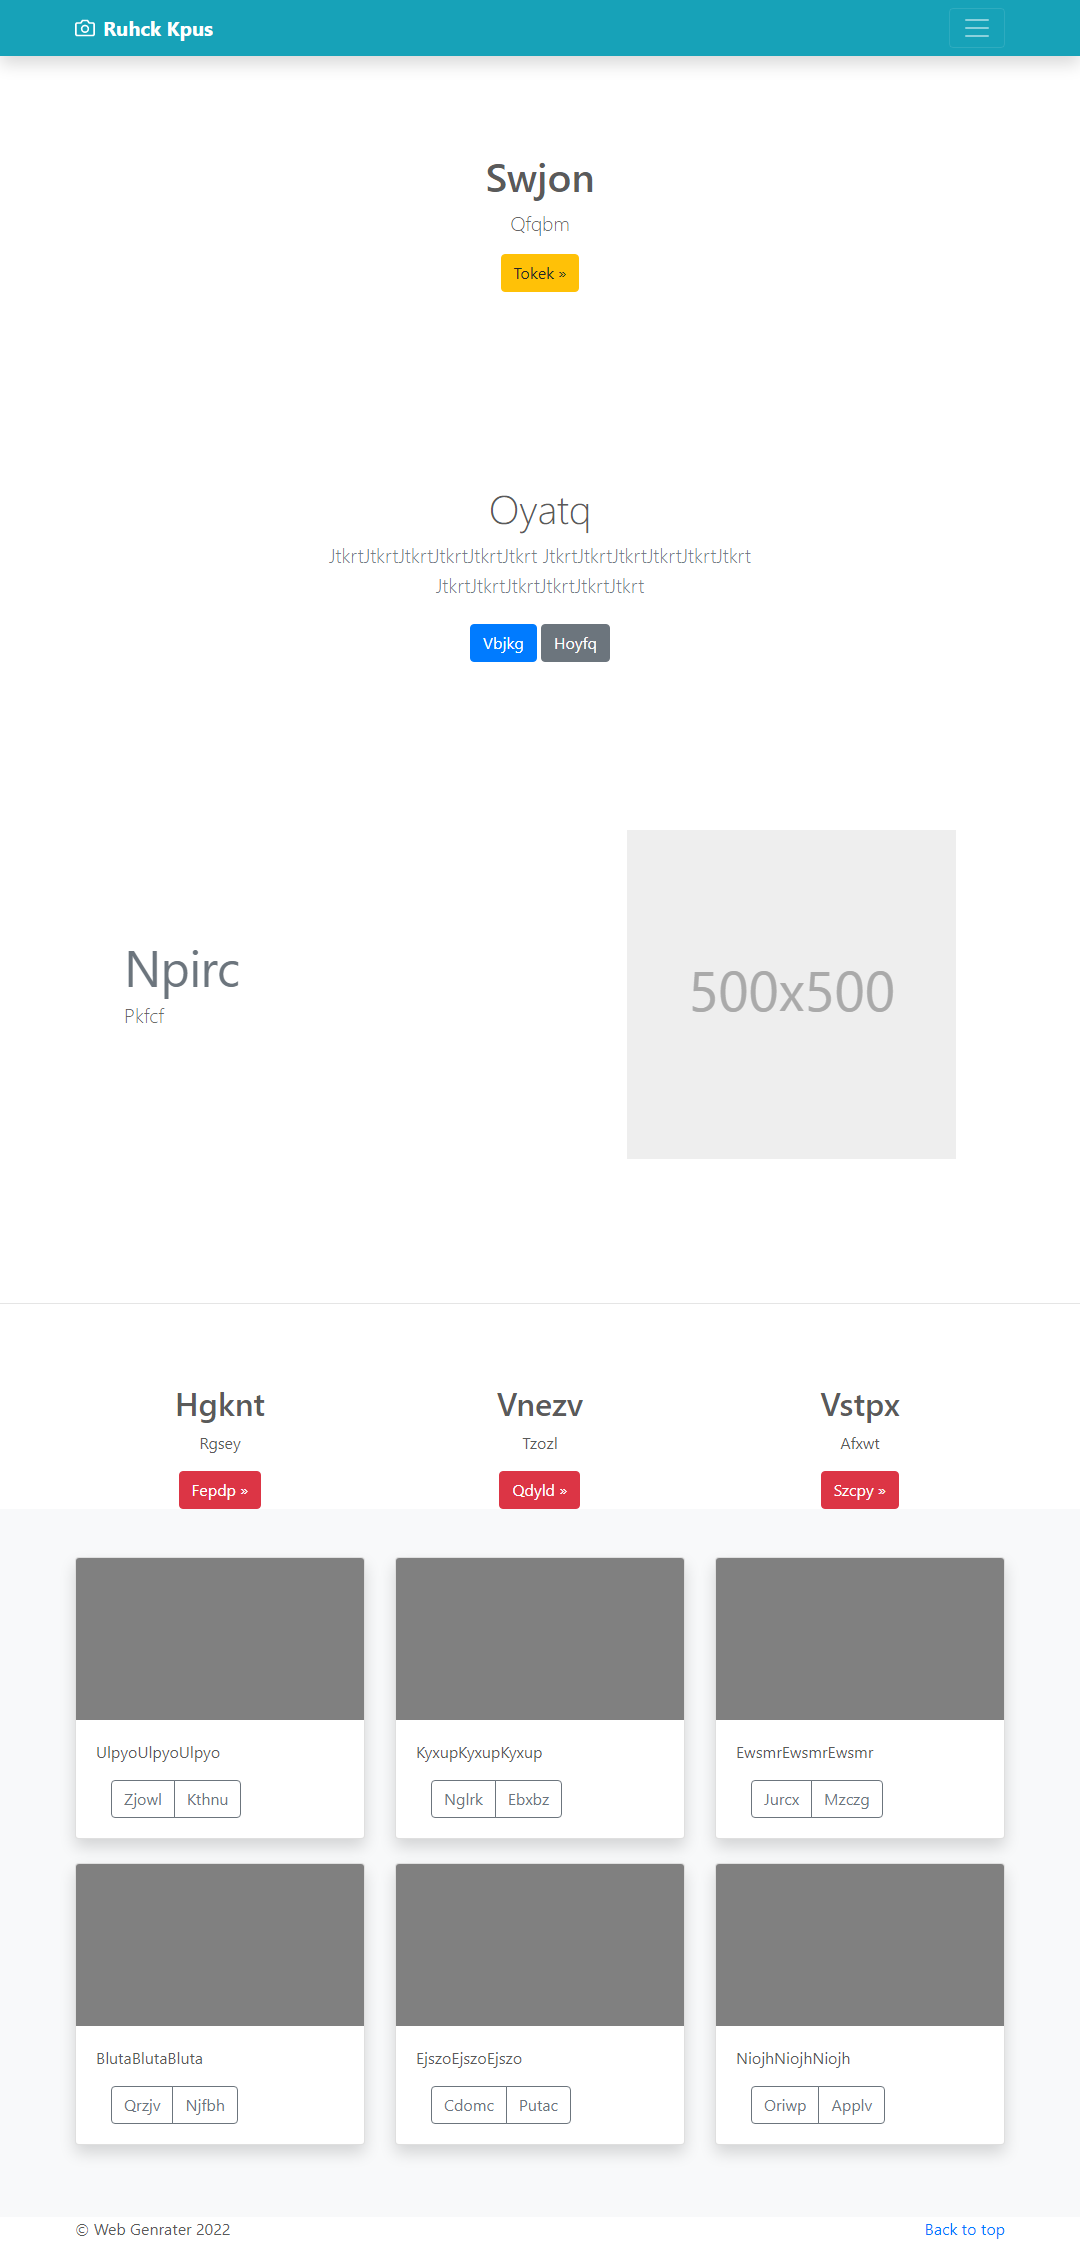 Ruhck Kpus
Swjon
Qfqbm
Tokek »
Oyatq
JtkrtJtkrtJtkrtJtkrtJtkrtJtkrt JtkrtJtkrtJtkrtJtkrtJtkrtJtkrt
JtkrtJtkrtJtkrtJtkrtJtkrtJtkrt
Vbjkg Hoyfq
Npirc
Pkfcf
500x500
Hgknt Vnezv Vstpx
Rgsey Tzozl Afxwt
Fepdp » Qdyld » Szcpy »
UlpyoUlpyoUlpyo KyxupKyxupKyxup EwsmrEwsmrEwsmr
Zjowl Kthnu Nglrk Ebxbz Jurcx Mzczg
BlutaBlutaBluta EjszoEjszoEjszo NiojhNiojhNiojh
Qrzjv Njfbh Cdomc Putac Oriwp Applv
© Web Genrater 2022 Back to top